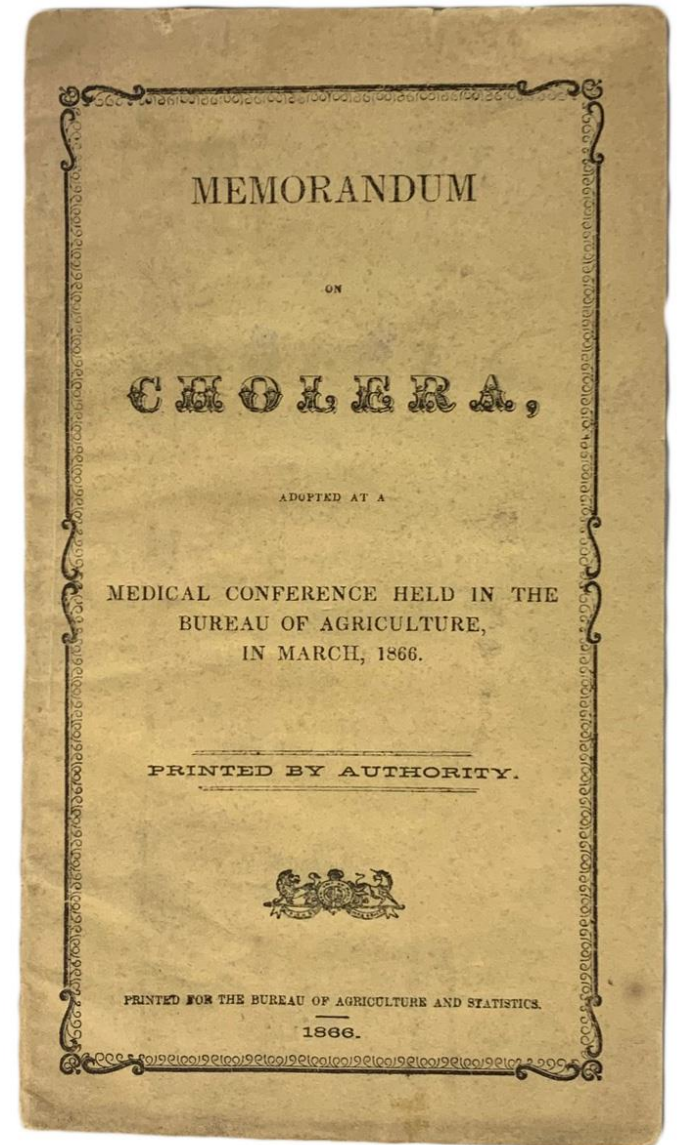 MEMORANDUM
ON
CHOLERA,
ADOPTED AT A
MEDICAL CONFERENCE HELD IN THE
BUREAU OF AGRICULTURE,
IN MARCH, 1866.
PRINTED BY AUTHORITY.
PRINTED FOR THE BUREAU OF AGRICULTURE AND STATISTICS.
1866.